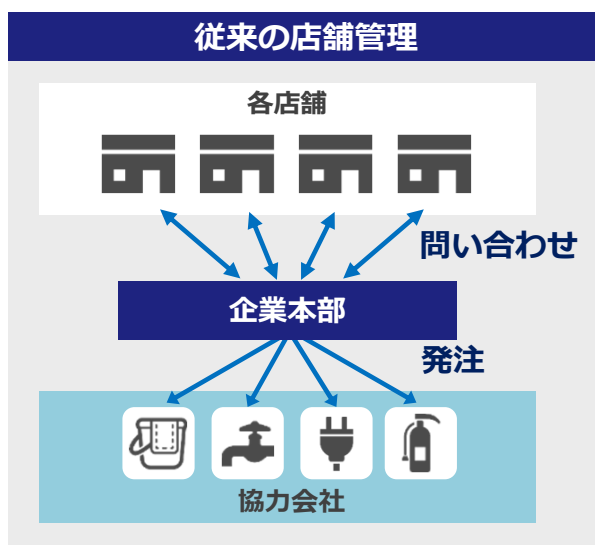 従来の店舗管理
各店舗
問い合わせ
企業本部
発注
協力会社